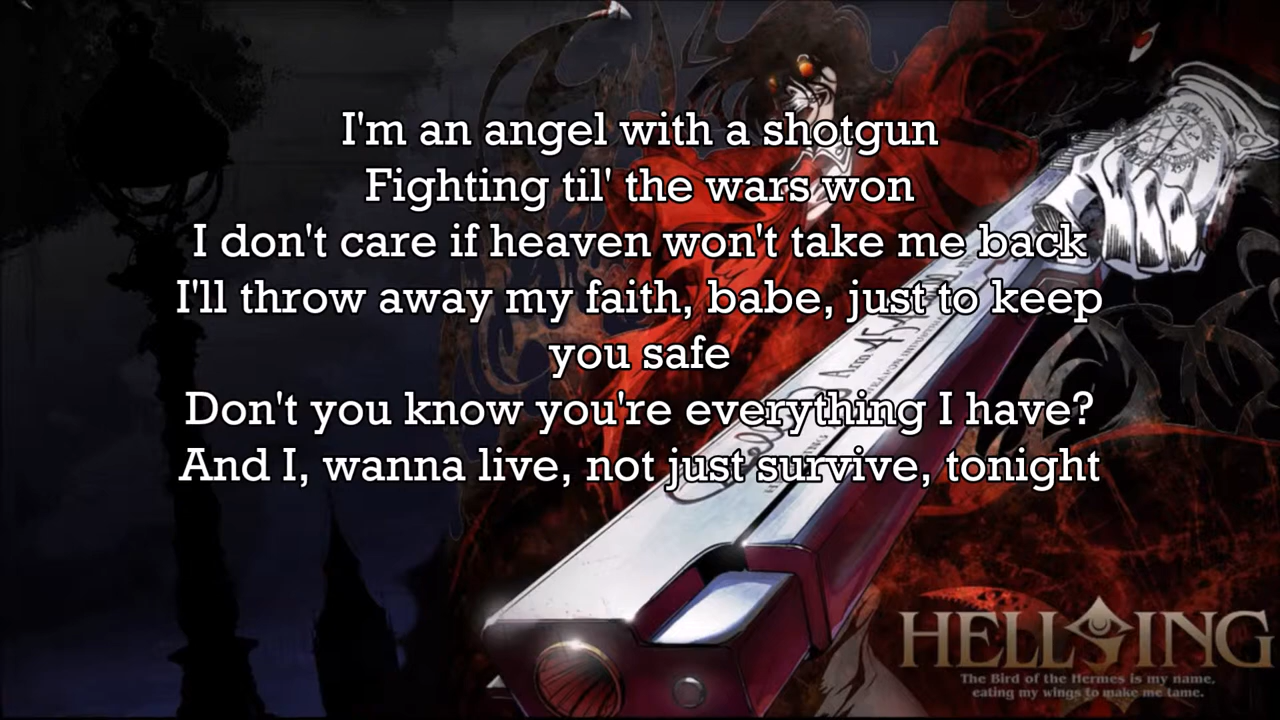 I'm an angel with a shotgun
Fighting til' the wars won
I don't care if heaven won't take me back
I'll throw away my faith, babe, just to keep
you safe
Don't you know you're everything I have?
And I, wanna live, not just survive, tonight
HELLSING
The Bird of the Hermes is my name,
eating my wings to make me tame.